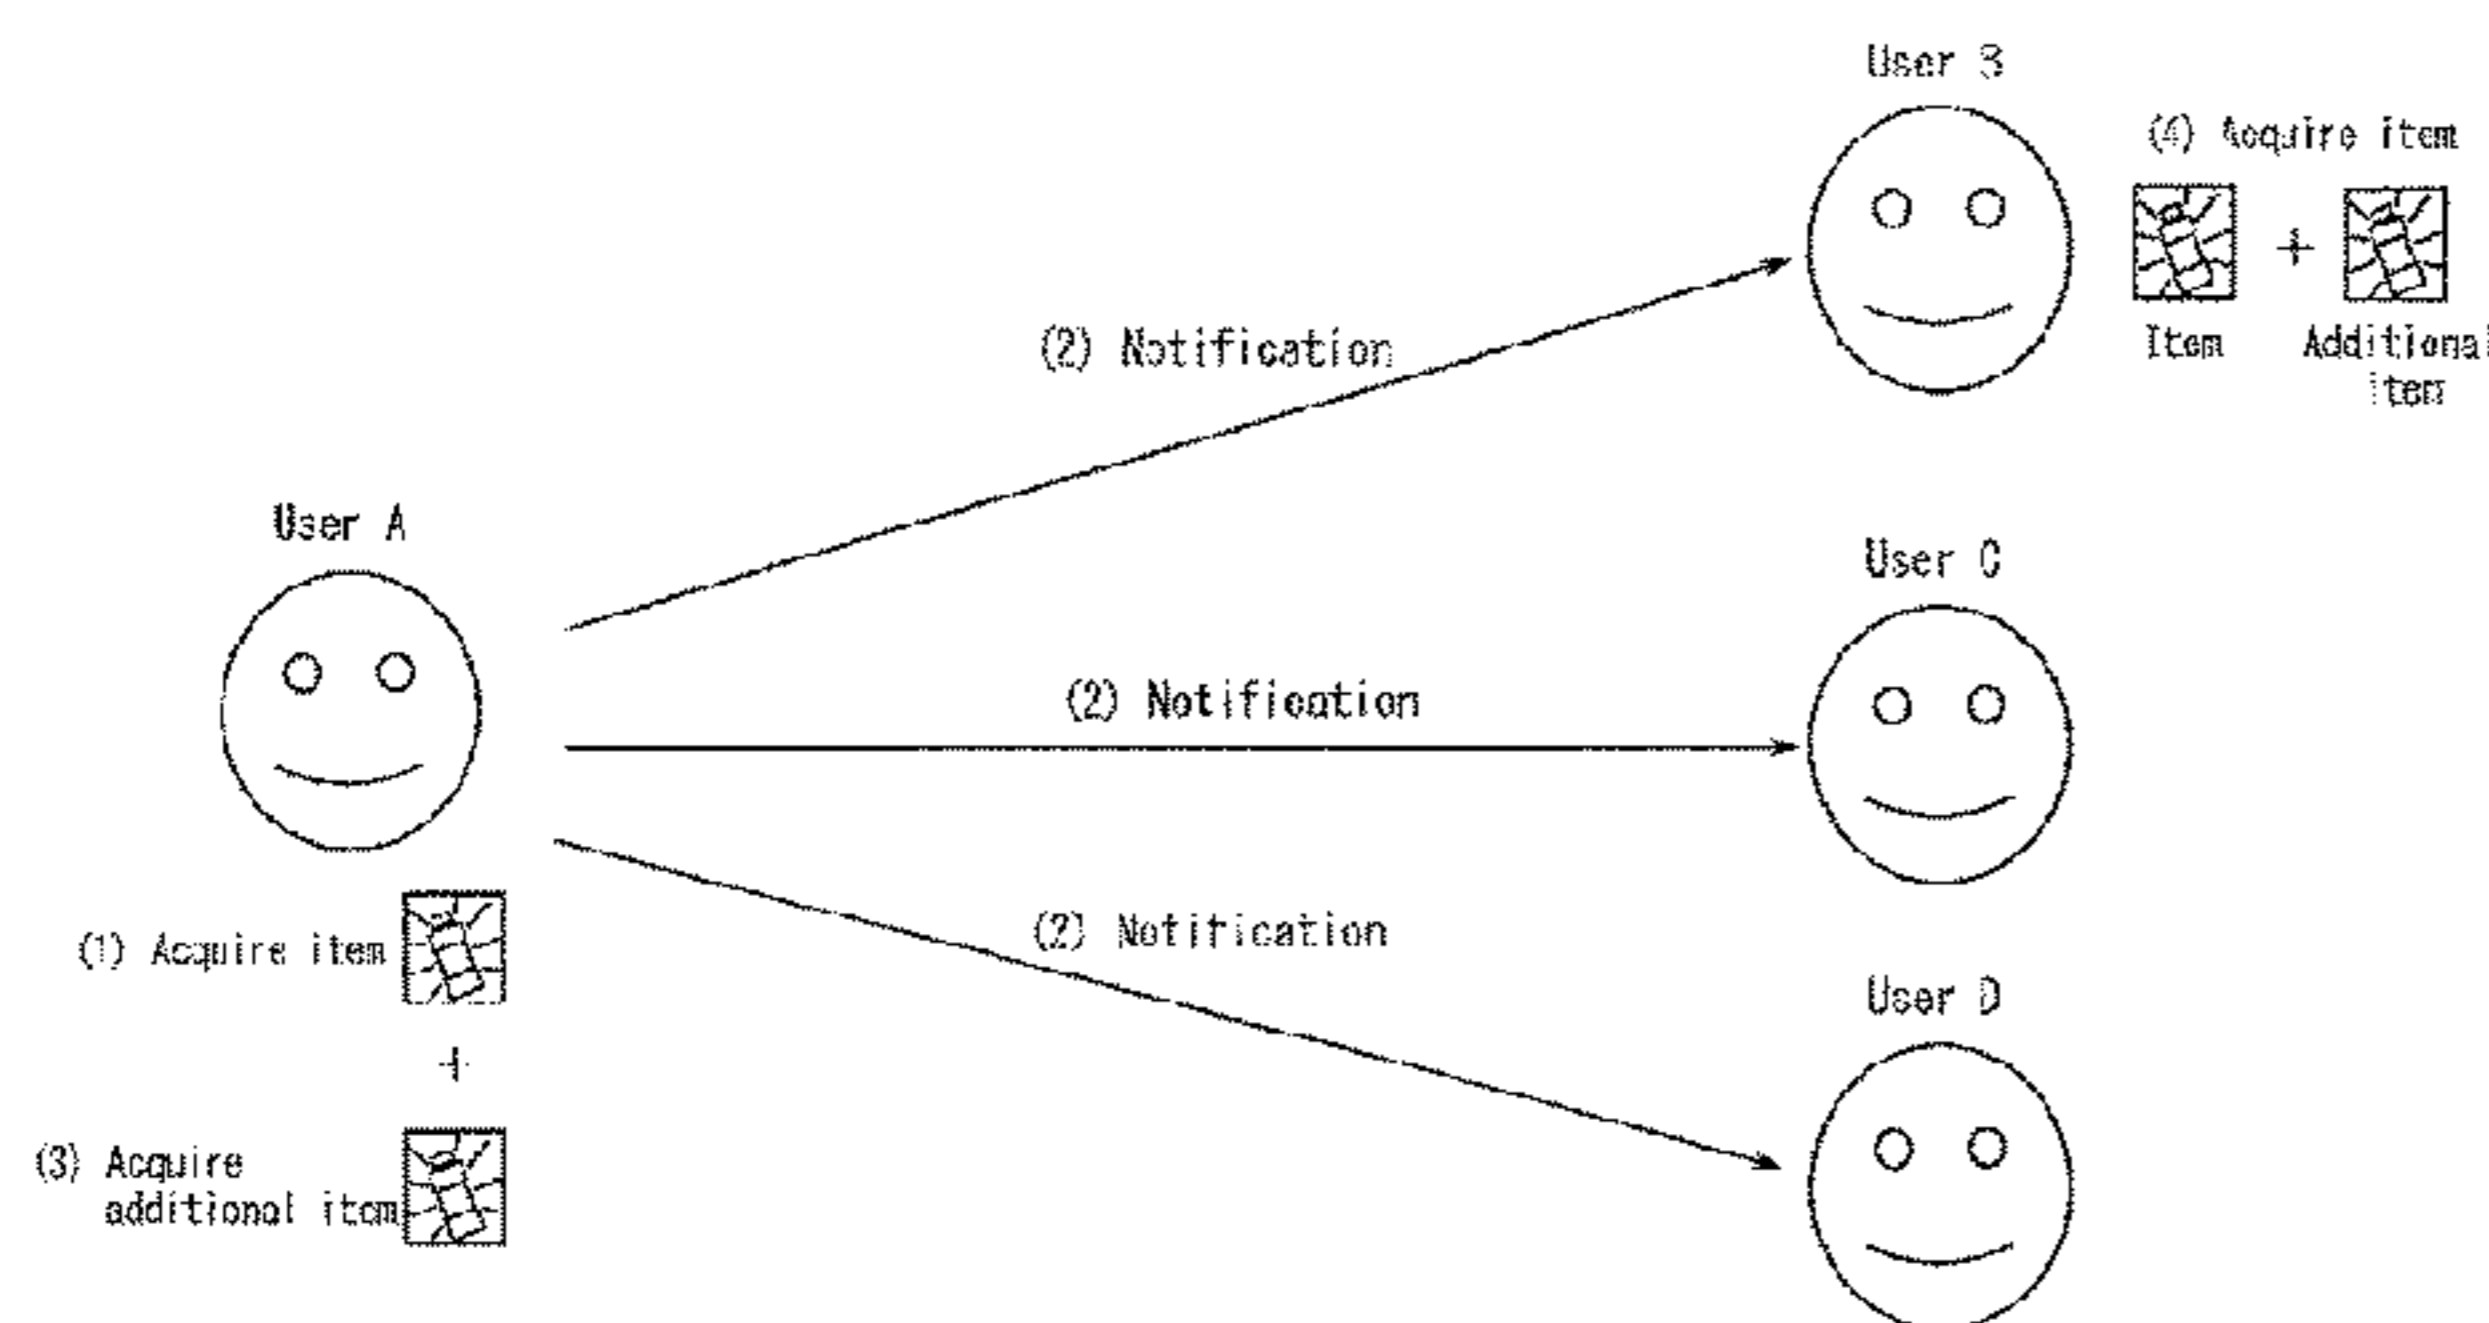 User B
(4) Acquire item
Item
Additional
item
(2) Notification
User A
User C
(2) Notification
(1) Acquire item
(2) Notification
User D
+
+
(3) Acquire
additional item